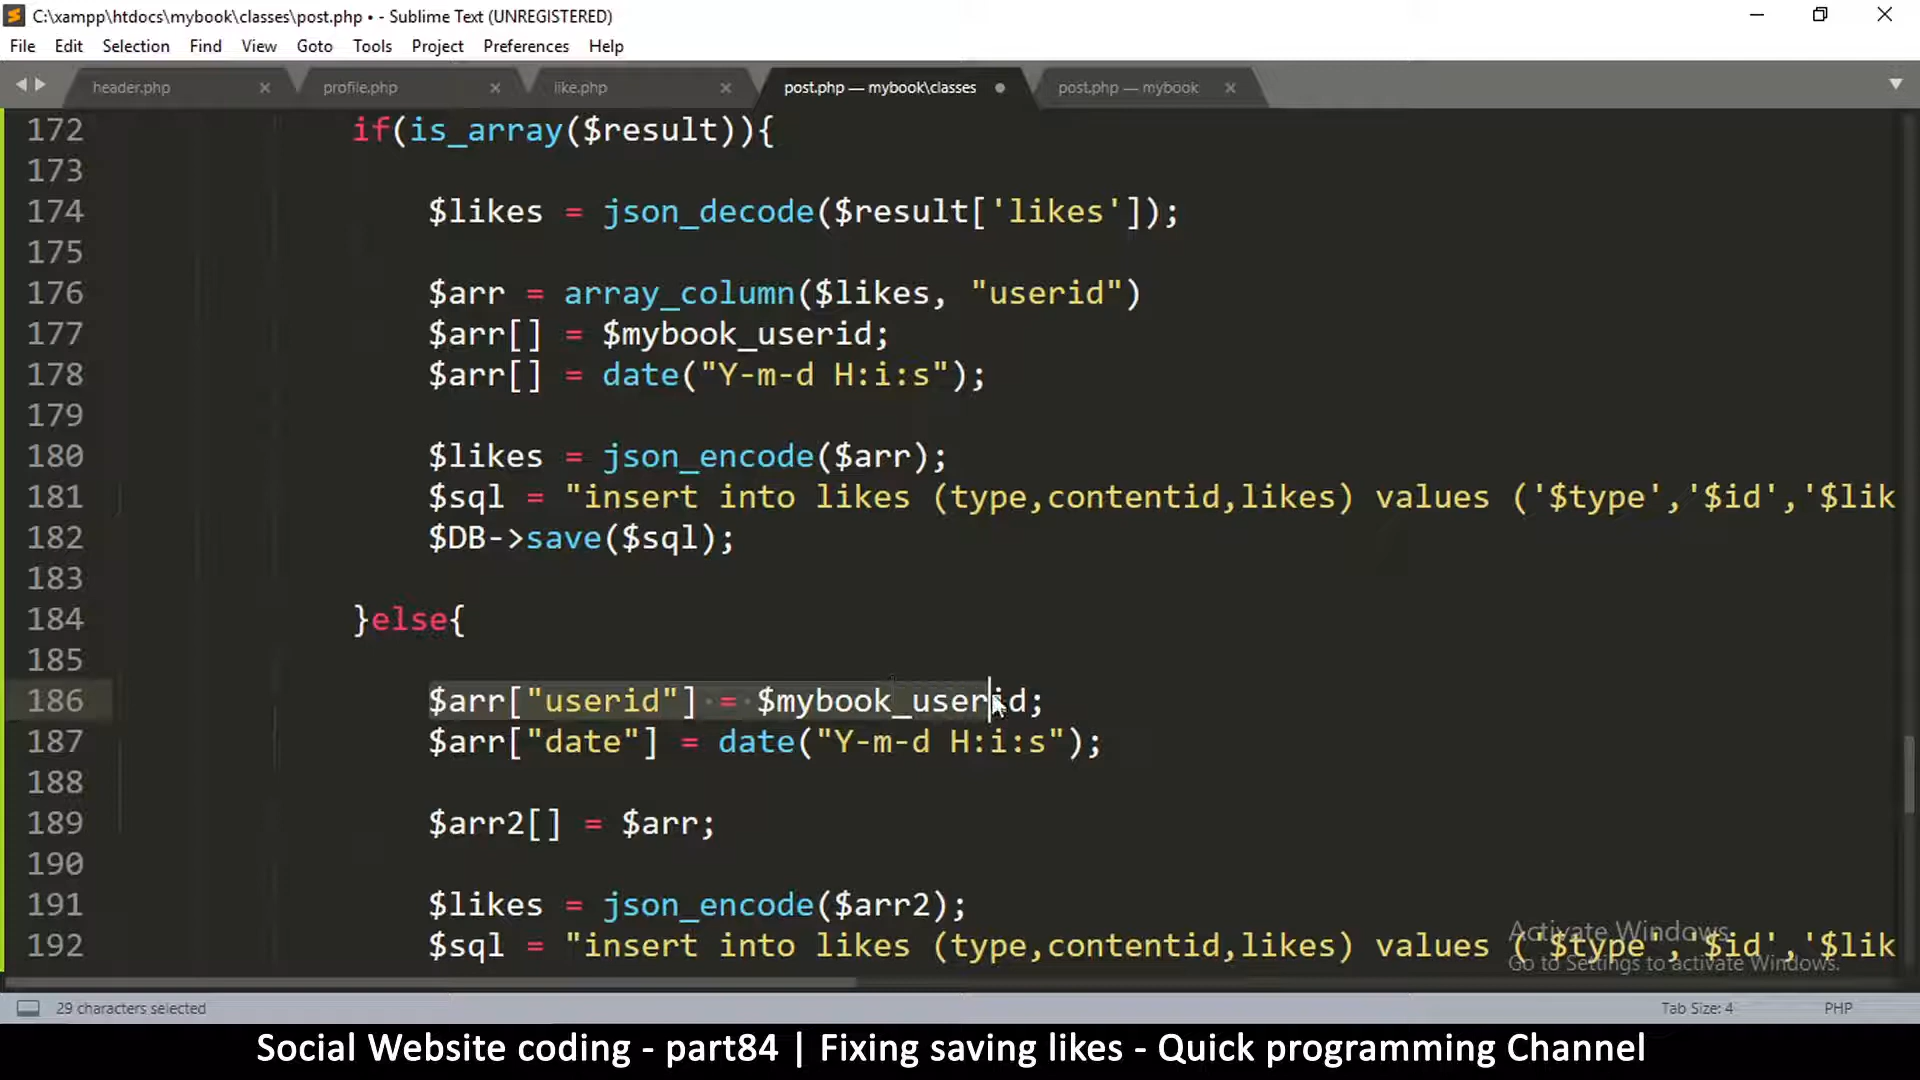 C:\xampp\htdocs\mybook\classes\post.php • - Sublime Text (UNREGISTERED)
File Edit Selection Find View Goto Tools Project Preferences Help
header.php × profile.php × like.php × post.php — mybook\classes post.php — mybook ×
172 if(is_array($result)){
173
174 $likes = json_decode($result['likes']);
175
176 $arr = array_column($likes, "userid")
177 $arr[] = $mybook_userid;
178 $arr[] = date("Y-m-d H:i:s");
179
180 $likes = json_encode($arr);
181 $sql = "insert into likes (type,contentid,likes) values ('$type','$id','$lik
182 $DB->save($sql);
183
184 }else{
185
186 $arr["userid"] = $mybook_userid;
187 $arr["date"] = date("Y-m-d H:i:s");
188
189 $arr2[] = $arr;
190
191 $likes = json_encode($arr2);
192 $sql = "insert into likes (type,contentid,likes) values ('$type','$id','$lik
Activate Windows
Go to Settings to activate Windows.
29 characters selected Tab Size: 4 PHP
Social Website coding - part84 | Fixing saving likes - Quick programming Channel